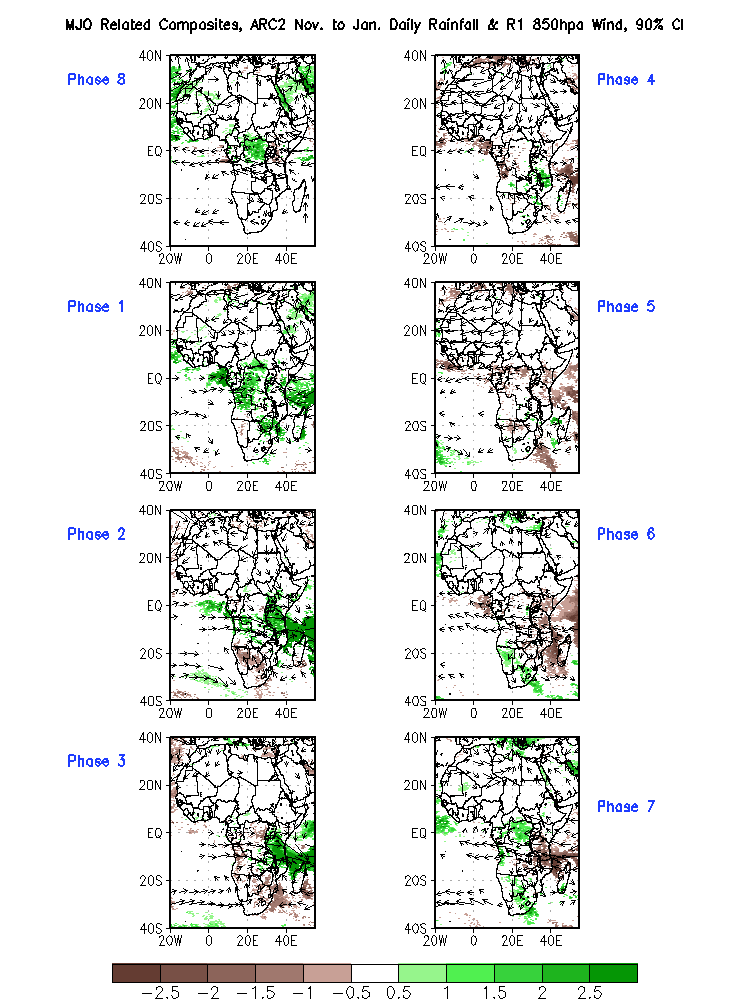 MJO Related Composites, ARC2 Nov. to Jan. Daily Rainfall & R1 850hpa Wind, 90% CI
Phase 8
40N
20N
EQ
20S
40S
20W 0 20E 40E
Phase 4
40N
20N
EQ
20S
40S
20W 0 20E 40E
Phase 1
40N
20N
EQ
20S
40S
20W 0 20E 40E
Phase 5
40N
20N
EQ
20S
40S
20W 0 20E 40E
Phase 2
40N
20N
EQ
20S
40S
20W 0 20E 40E
Phase 6
40N
20N
EQ
20S
40S
20W 0 20E 40E
Phase 3
40N
20N
EQ
20S
40S
20W 0 20E 40E
Phase 7
40N
20N
EQ
20S
40S
20W 0 20E 40E
−2.5 −2 −1.5 −1 −0.5 0.5 1 1.5 2 2.5